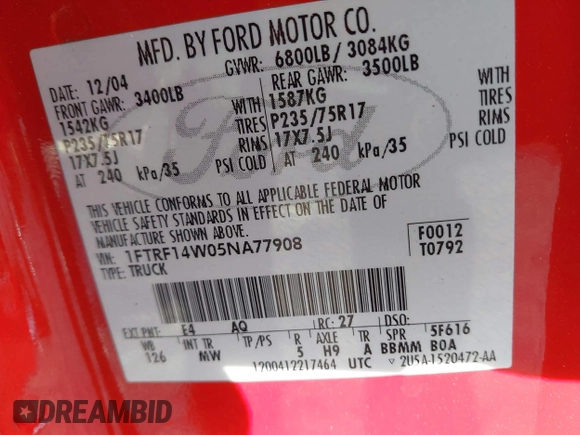 MFD. BY FORD MOTOR CO.
DATE: 12/04 GVWR: 6800LB / 3084KG
FRONT GAWR: 3400LB REAR GAWR: 3500LB
1542KG WITH 1587KG WITH
P235/75R17 TIRES P235/75R17 TIRES
17X7.5J RIMS 17X7.5J RIMS
AT 240 kPa/35 PSI COLD AT 240 kPa/35 PSI COLD
Ford
THIS VEHICLE CONFORMS TO ALL APPLICABLE FEDERAL MOTOR
VEHICLE SAFETY STANDARDS IN EFFECT ON THE DATE OF
MANUFACTURE SHOWN ABOVE.
VIN: 1FTRF14W05NA77908 F0012
TYPE: TRUCK T0792
EXT PNT: E4 AQ RC: 27 DSO:
WB INT TR TP/PS R AXLE TR SPR 5F616
126 MW 5 H9 A BBMM BOA
1200412217464 UTC 2U5A-1520472-AA
DREAMBID